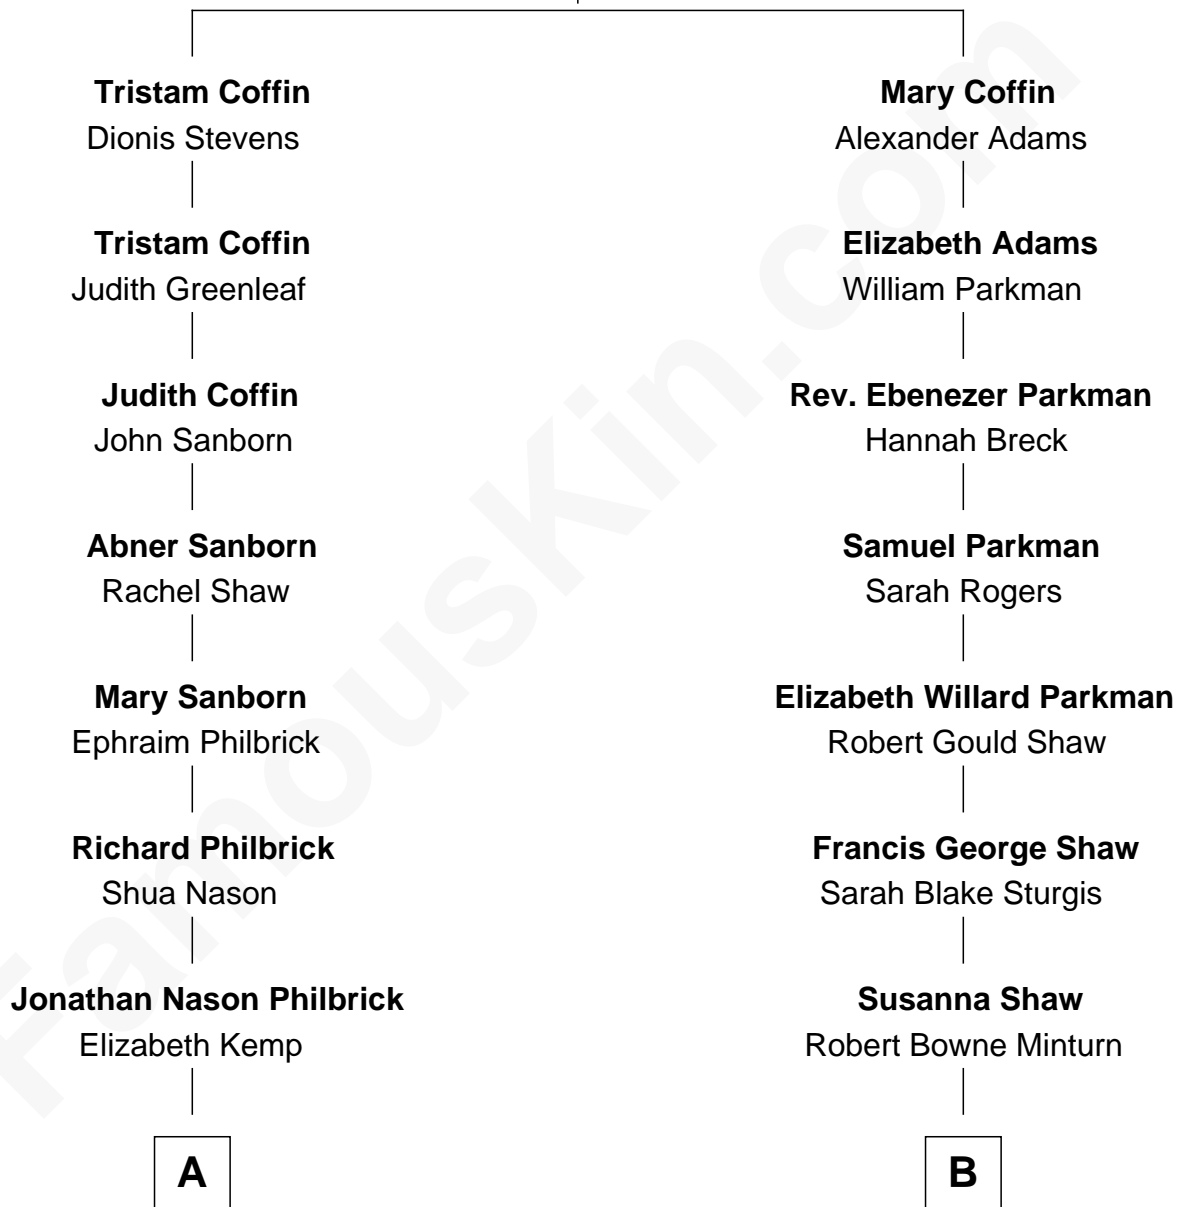 Tristam Coffin
Dionis Stevens
Tristam Coffin
Judith Greenleaf
Judith Coffin
John Sanborn
Abner Sanborn
Rachel Shaw
Mary Sanborn
Ephraim Philbrick
Richard Philbrick
Shua Nason
Jonathan Nason Philbrick
Elizabeth Kemp
A
Mary Coffin
Alexander Adams
Elizabeth Adams
William Parkman
Rev. Ebenezer Parkman
Hannah Breck
Samuel Parkman
Sarah Rogers
Elizabeth Willard Parkman
Robert Gould Shaw
Francis George Shaw
Sarah Blake Sturgis
Susanna Shaw
Robert Bowne Minturn
B
FamousKin.com